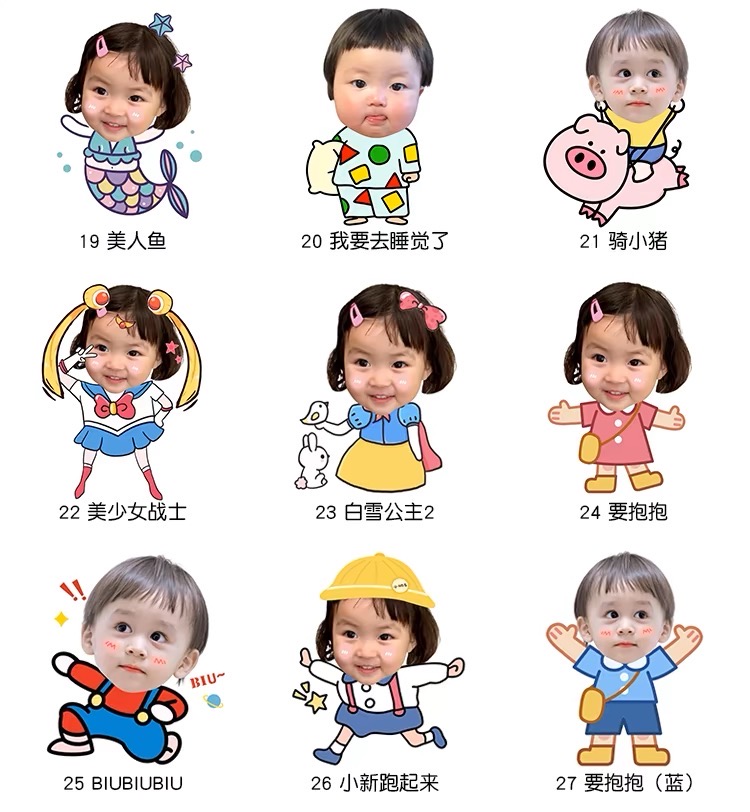 19 美人鱼
20 我要去睡觉了
21 骑小猪
22 美少女战士
23 白雪公主2
24 要抱抱
BIU~
25 BIUBIUBIU
26 小新跑起来
27 要抱抱（蓝）